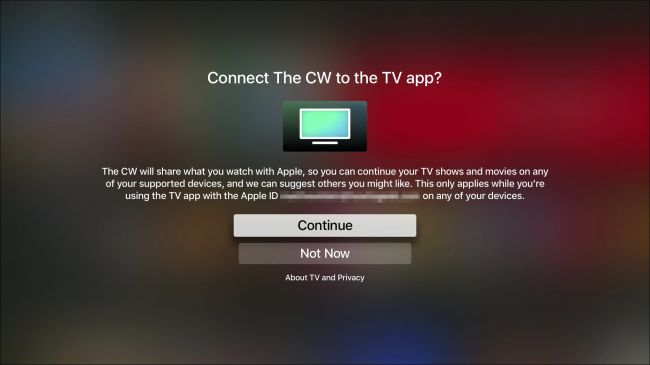 Connect The CW to the TV app?
The CW will share what you watch with Apple, so you can continue your TV shows and movies on any
of your supported devices, and we can suggest others you might like. This only applies while you're
using the TV app with the Apple ID on any of your devices.
Continue
Not Now
About TV and Privacy